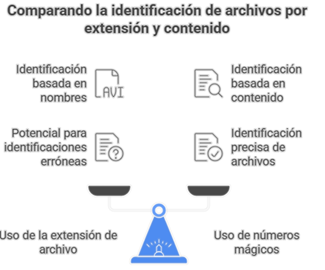 Comparando la identificación de archivos por
extensión y contenido
Identificación
basada en
nombres
AVI
Identificación
basada en
contenido
Potencial para
identificaciones
erróneas
?
Identificación
precisa de
archivos
Uso de la extensión de
archivo
Uso de números
mágicos